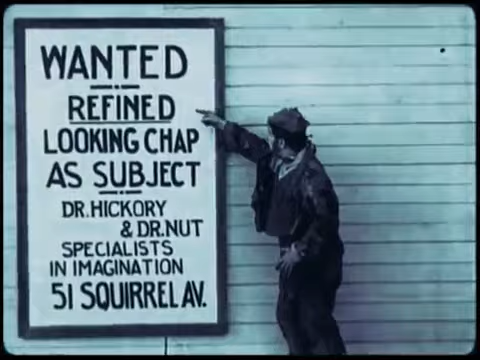 WANTED
REFINED
LOOKING CHAP
AS SUBJECT
DR. HICKORY
& DR. NUT
SPECIALISTS
IN IMAGINATION
51 SQUIRREL AV.